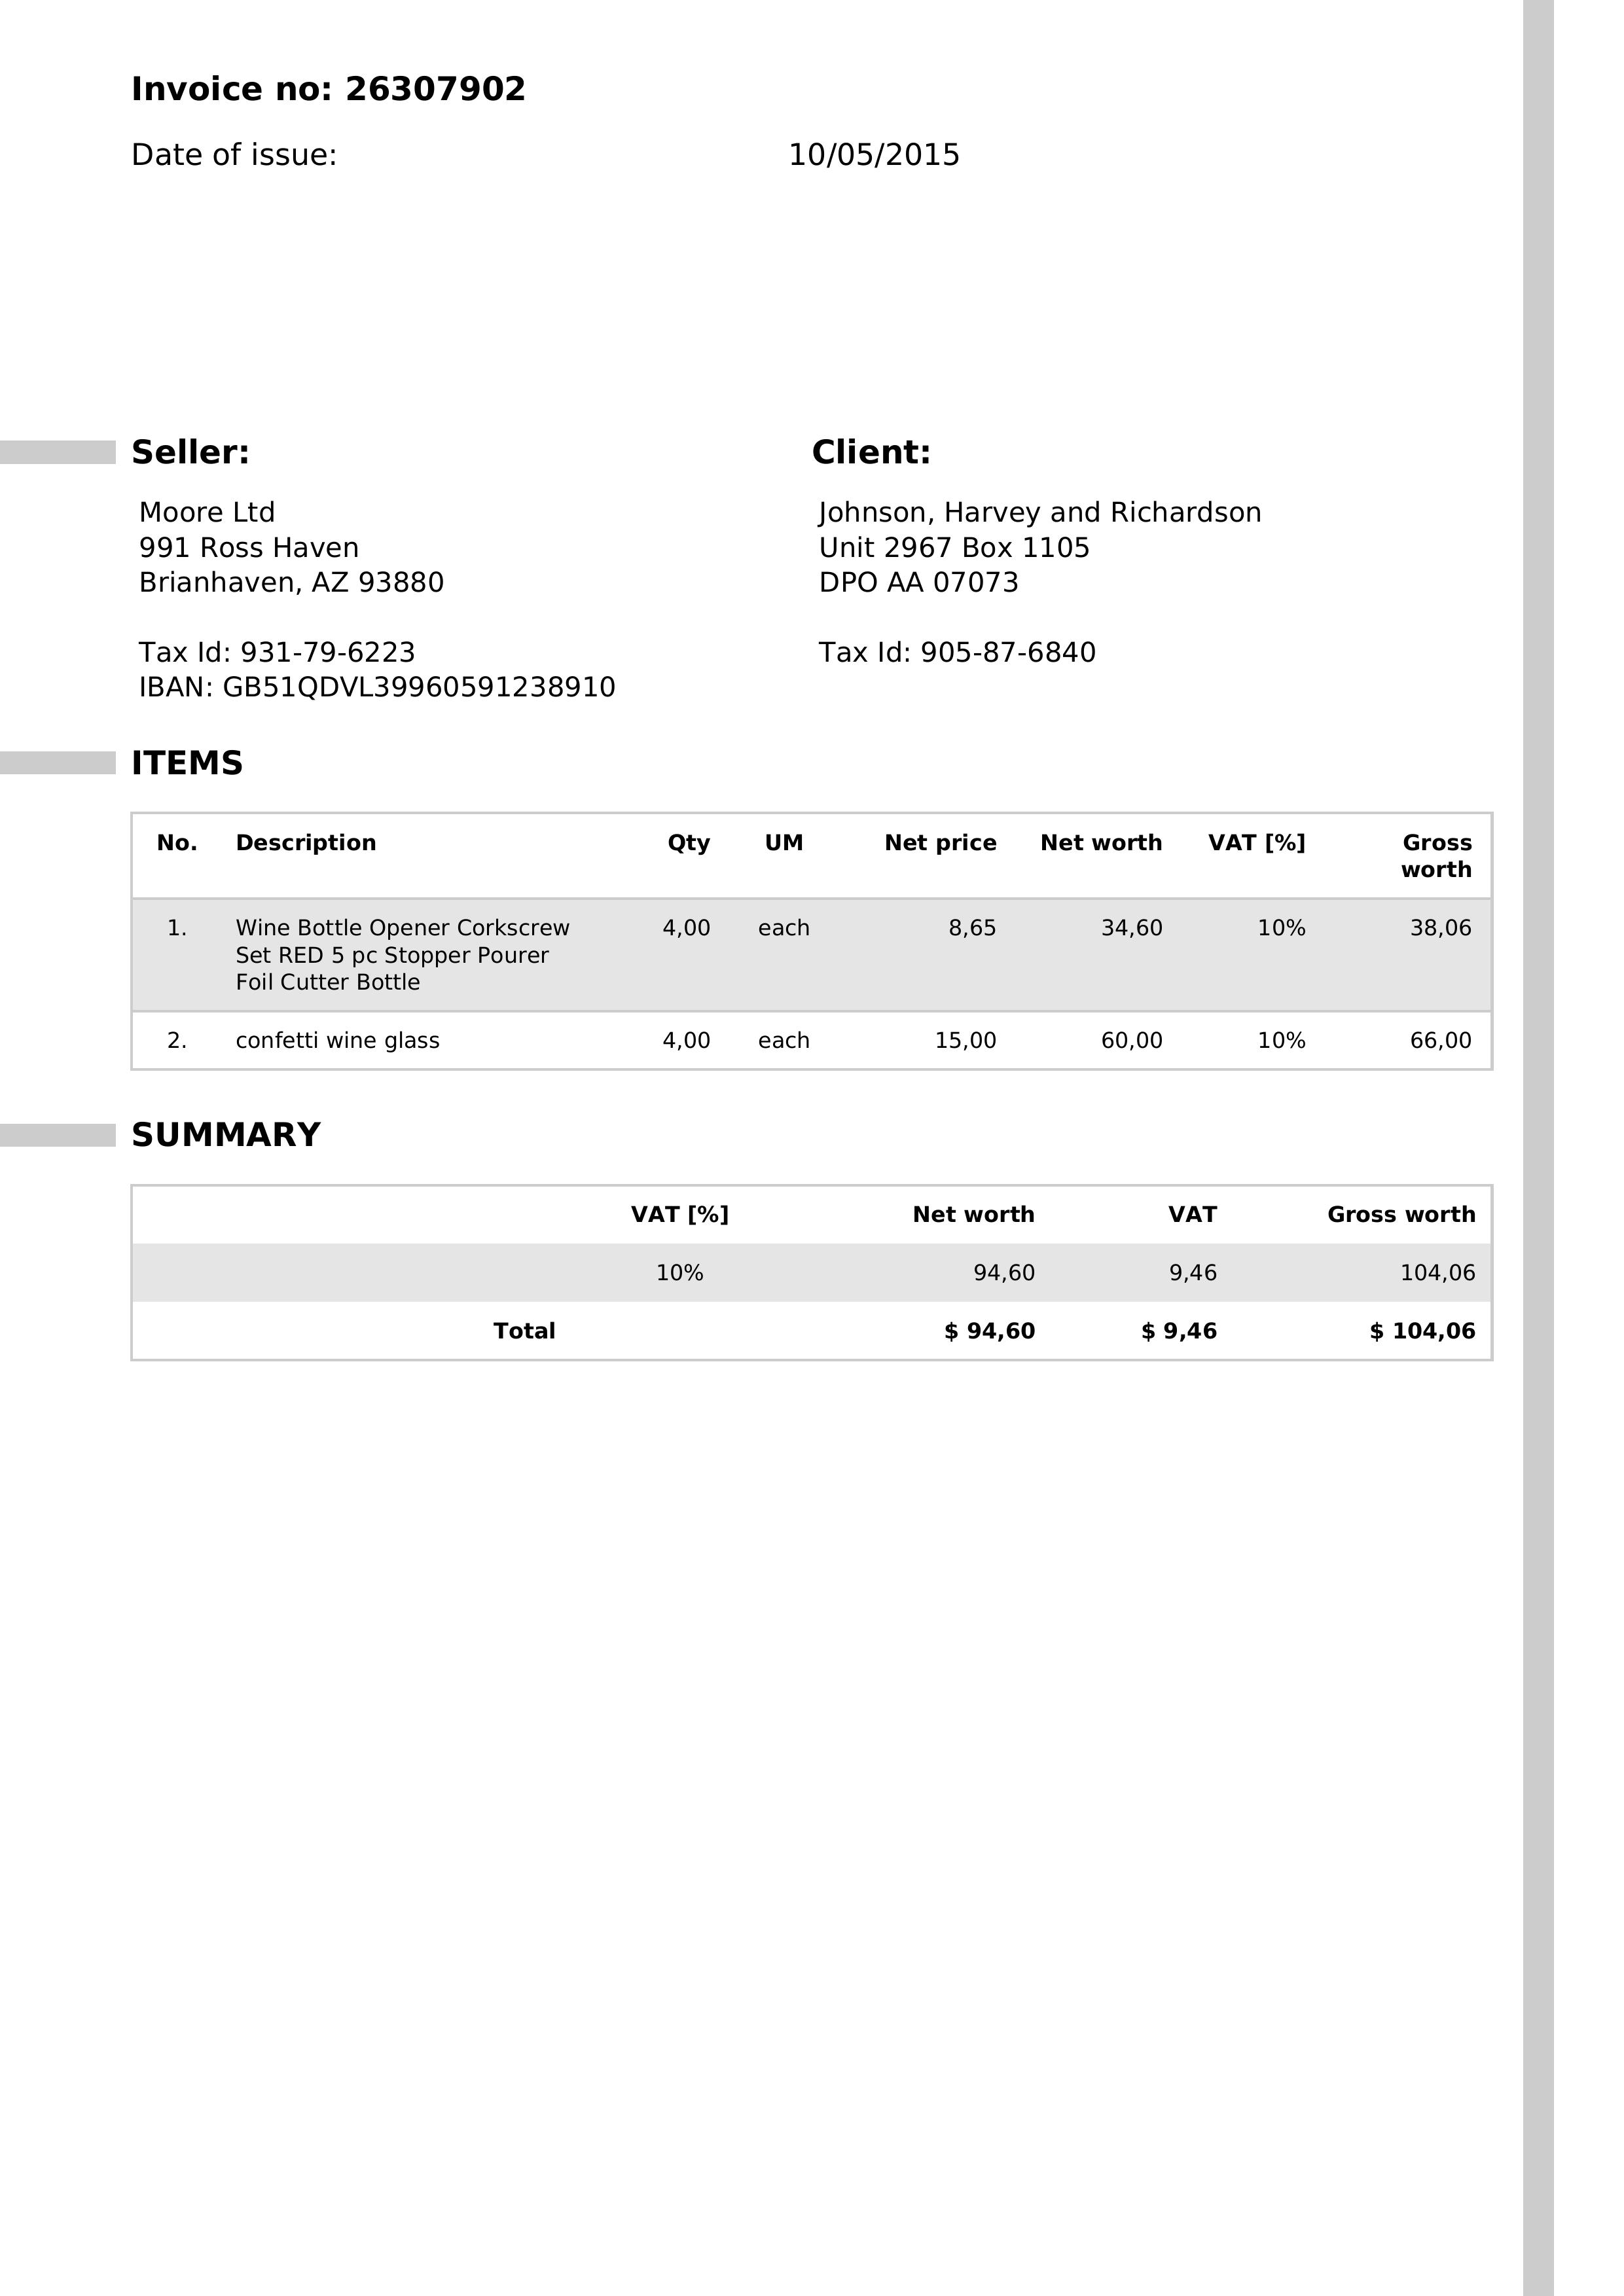 Invoice no: 26307902
Date of issue: 10/05/2015
Seller:
Moore Ltd
991 Ross Haven
Brianhaven, AZ 93880
Tax Id: 931-79-6223
IBAN: GB51QDVL39960591238910
Client:
Johnson, Harvey and Richardson
Unit 2967 Box 1105
DPO AA 07073
Tax Id: 905-87-6840
ITEMS
No. Description Qty UM Net price Net worth VAT [%] Gross
worth
1. Wine Bottle Opener Corkscrew 4,00 each 8,65 34,60 10% 38,06
Set RED 5 pc Stopper Pourer
Foil Cutter Bottle
2. confetti wine glass 4,00 each 15,00 60,00 10% 66,00
SUMMARY
VAT [%] Net worth VAT Gross worth
10% 94,60 9,46 104,06
Total $ 94,60 $ 9,46 $ 104,06